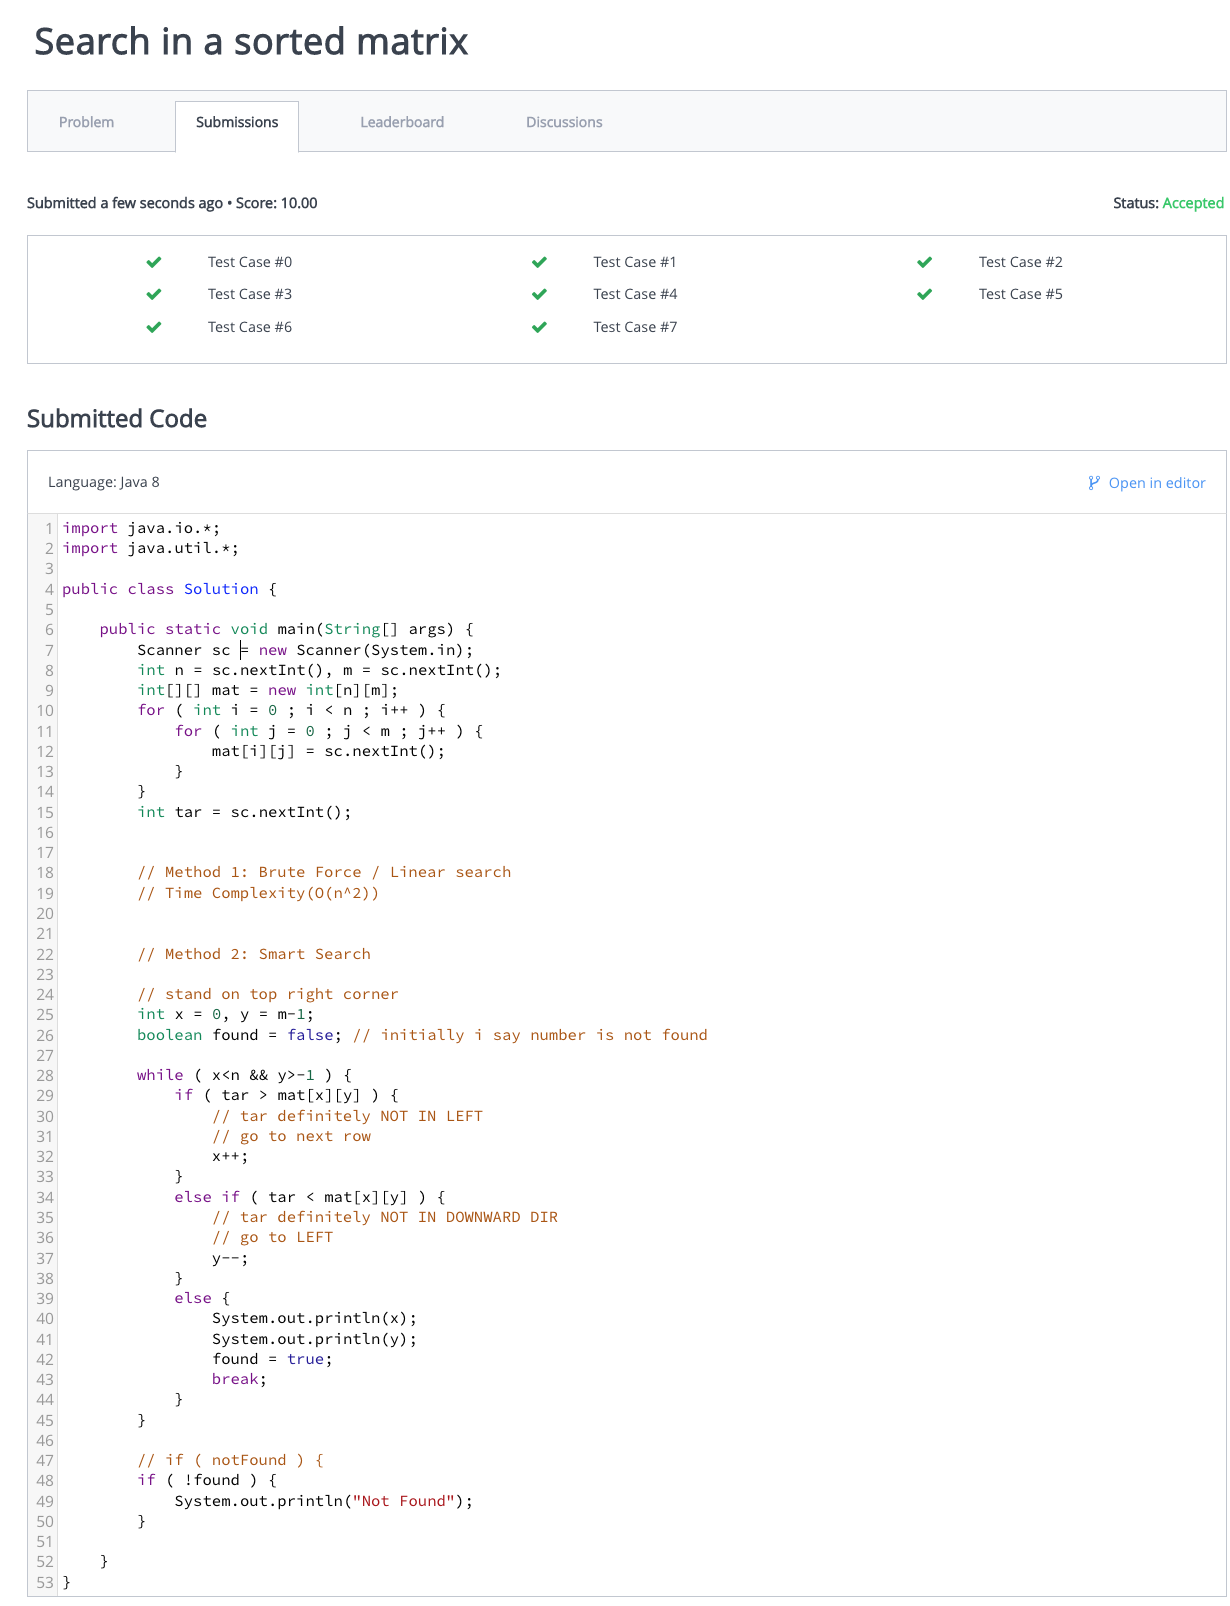 Search in a sorted matrix
Problem Submissions Leaderboard Discussions
Submitted a few seconds ago • Score: 10.00 Status: Accepted
Test Case #0 Test Case #1 Test Case #2
Test Case #3 Test Case #4 Test Case #5
Test Case #6 Test Case #7
Submitted Code
Language: Java 8 Open in editor
1 import java.io.*;
2 import java.util.*;
3
4 public class Solution {
5
6     public static void main(String[] args) {
7         Scanner sc = new Scanner(System.in);
8         int n = sc.nextInt(), m = sc.nextInt();
9         int[][] mat = new int[n][m];
10         for ( int i = 0 ; i < n ; i++ ) {
11             for ( int j = 0 ; j < m ; j++ ) {
12                 mat[i][j] = sc.nextInt();
13             }
14         }
15         int tar = sc.nextInt();
16
17
18         // Method 1: Brute Force / Linear search
19         // Time Complexity(O(n^2))
20
21
22         // Method 2: Smart Search
23
24         // stand on top right corner
25         int x = 0, y = m-1;
26         boolean found = false; // initially i say number is not found
27
28         while ( x<n && y>-1 ) {
29             if ( tar > mat[x][y] ) {
30                 // tar definitely NOT IN LEFT
31                 // go to next row
32                 x++;
33             }
34             else if ( tar < mat[x][y] ) {
35                 // tar definitely NOT IN DOWNWARD DIR
36                 // go to LEFT
37                 y--;
38             }
39             else {
40                 System.out.println(x);
41                 System.out.println(y);
42                 found = true;
43                 break;
44             }
45         }
46
47         // if ( notFound ) {
48         if ( !found ) {
49             System.out.println("Not Found");
50         }
51
52     }
53 }